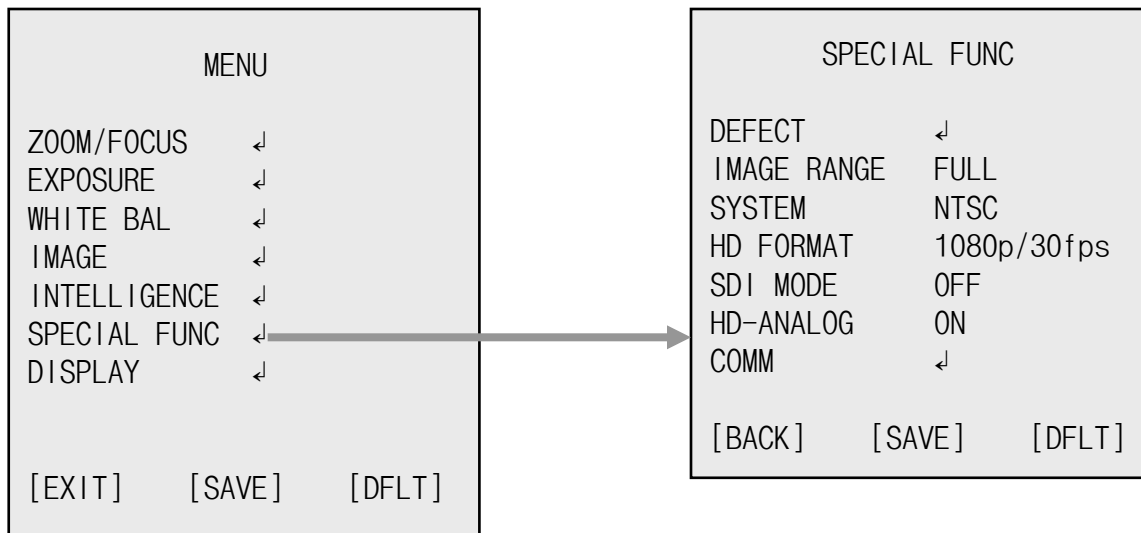 MENU
ZOOM/FOCUS ↲
EXPOSURE ↲
WHITE BAL ↲
IMAGE ↲
INTELLIGENCE ↲
SPECIAL FUNC ↲
DISPLAY ↲
[EXIT] [SAVE] [DFLT]
SPECIAL FUNC
DEFECT ↲
IMAGE RANGE FULL
SYSTEM NTSC
HD FORMAT 1080p/30fps
SDI MODE OFF
HD-ANALOG ON
COMM ↲
[BACK] [SAVE] [DFLT]